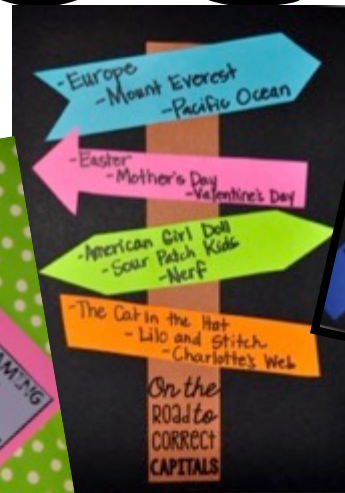 -Europe
-Mount Everest
-Pacific Ocean
-Easter
-Mother's Day
-Valentine's Day
-American Girl Doll
-Sour Patch Kids
-Nerf
-The Cat in the Hat
-Lilo and Stitch
-Charlotte's Web
On the
ROAD to
CORRECT
CAPITALS